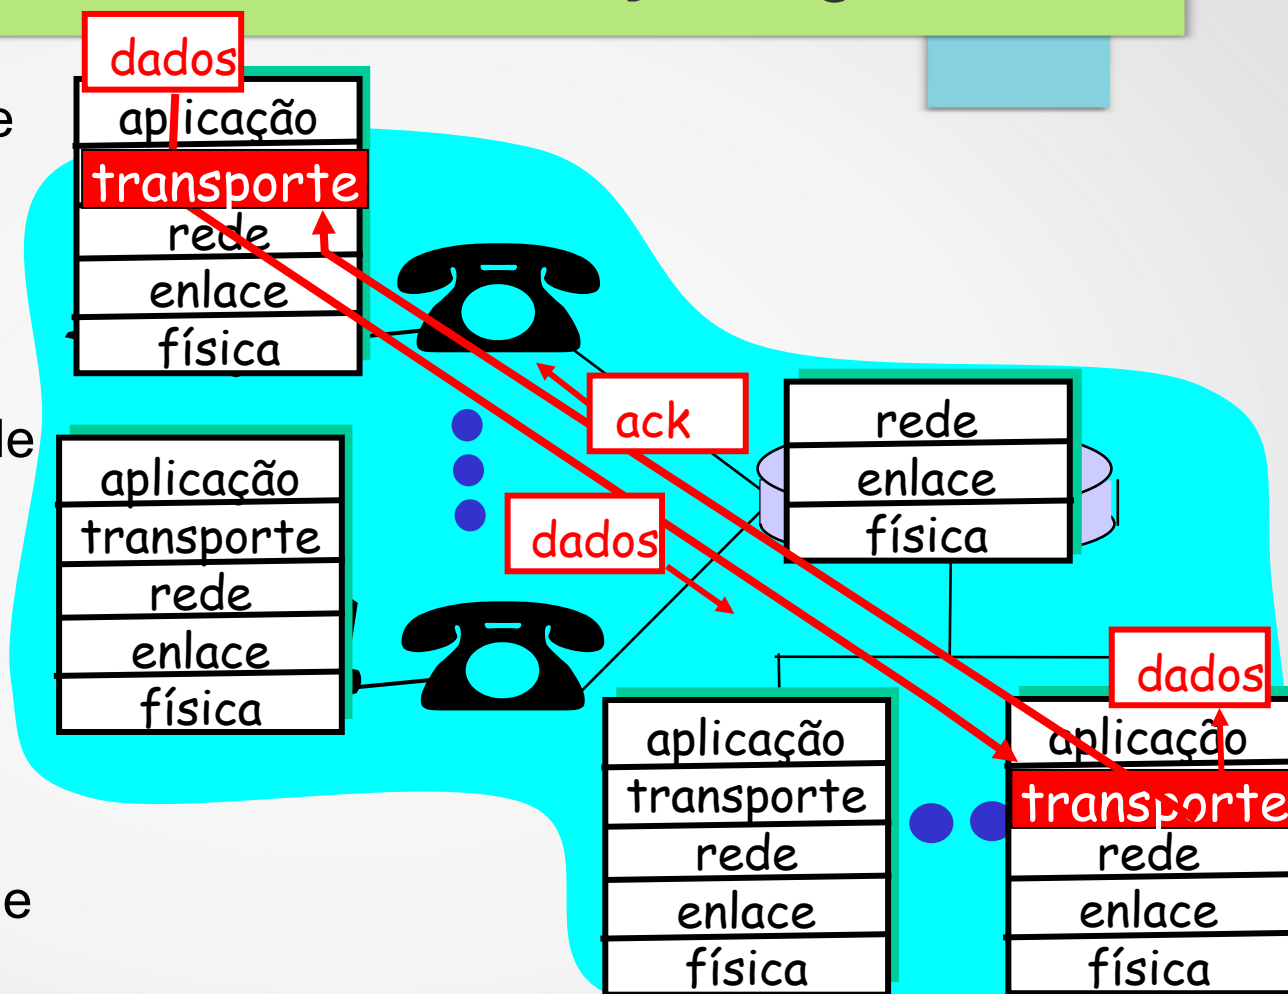 dados
aplicação
transporte
rede
enlace
física
ack
dados
rede
enlace
física
aplicação
transporte
rede
enlace
física
dados
aplicação
transporte
rede
enlace
física
aplicação
transporte
rede
enlace
física